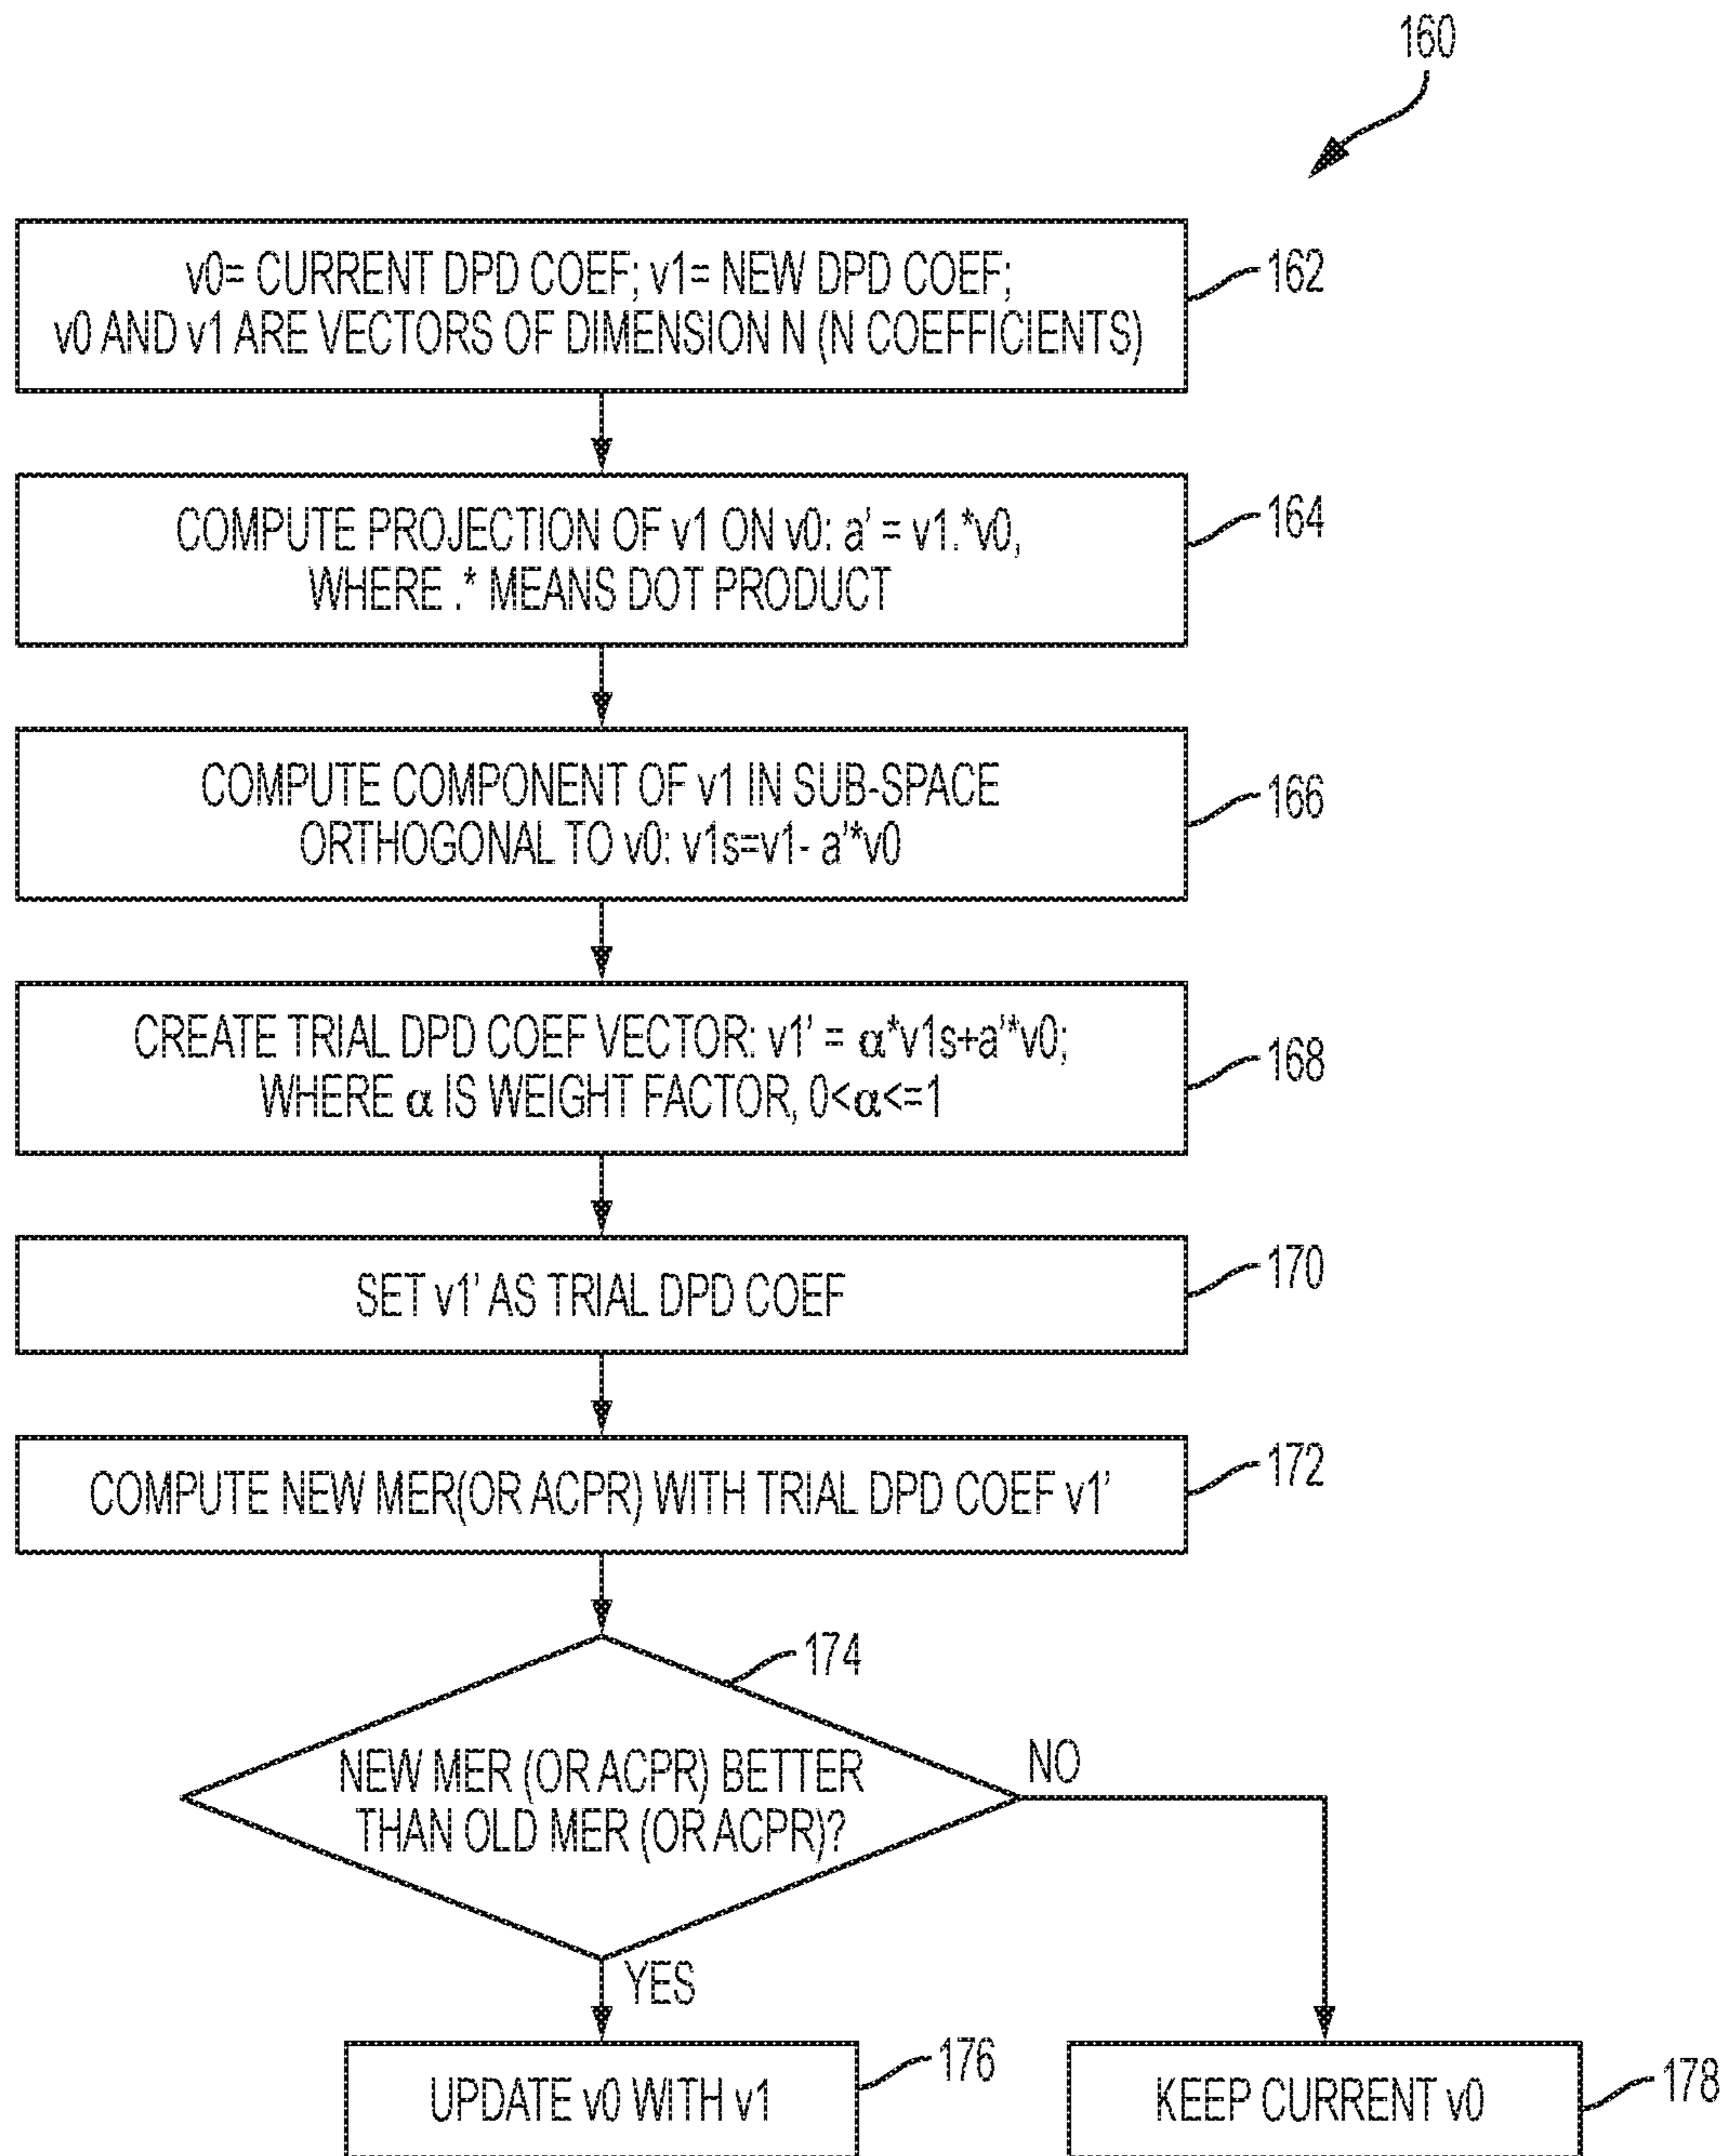 160
v0= CURRENT DPD COEF; v1= NEW DPD COEF;
v0 AND v1 ARE VECTORS OF DIMENSION N (N COEFFICIENTS)
162
COMPUTE PROJECTION OF v1 ON v0: a' = v1.*v0,
WHERE .* MEANS DOT PRODUCT
164
COMPUTE COMPONENT OF v1 IN SUB-SPACE
ORTHOGONAL TO v0: v1s=v1- a'*v0
166
CREATE TRIAL DPD COEF VECTOR: v1' = α*v1s+a'*v0;
WHERE α IS WEIGHT FACTOR, 0<α<=1
168
SET v1' AS TRIAL DPD COEF
170
COMPUTE NEW MER(OR ACPR) WITH TRIAL DPD COEF v1'
172
174
NEW MER (OR ACPR) BETTER
THAN OLD MER (OR ACPR)?
NO
YES
UPDATE v0 WITH v1
176
KEEP CURRENT v0
178